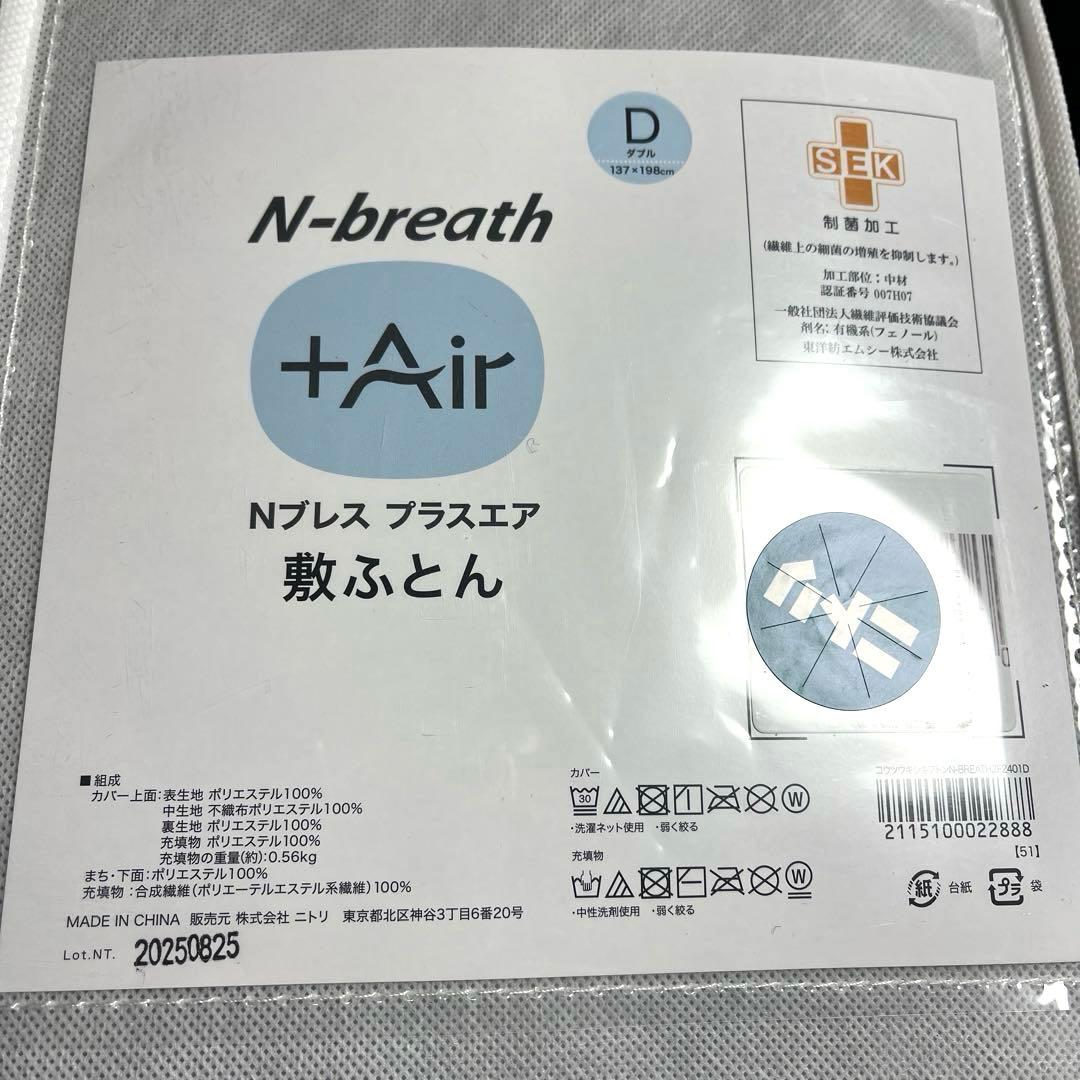 D
ダブル
137×198cm
N-breath
+Air
Nブレス プラスエア
敷ふとん
SEK
制菌加工
(繊維上の細菌の増殖を抑制します。)
加工部位；中材
認証番号 007H07
一般社団法人繊維評価技術協議会
剤名；有機系(フェノール)
東洋紡エムシー株式会社
■組成
カバー上面：表生地 ポリエステル100%
中生地 不織布ポリエステル100%
裏生地 ポリエステル100%
充填物 ポリエステル100%
充填物の重量(約)：0.56kg
まち・下面：ポリエステル100%
充填物：合成繊維(ポリエーテルエステル系繊維)100%
MADE IN CHINA 販売元 株式会社 ニトリ 東京都北区神谷3丁目6番20号
Lot.NT. 20250825
カバー
30
W
・洗濯ネット使用 ・弱く絞る
充填物
W
・中性洗剤使用 ・弱く絞る
2115100022888
【51】
紙 台紙 プラ 袋